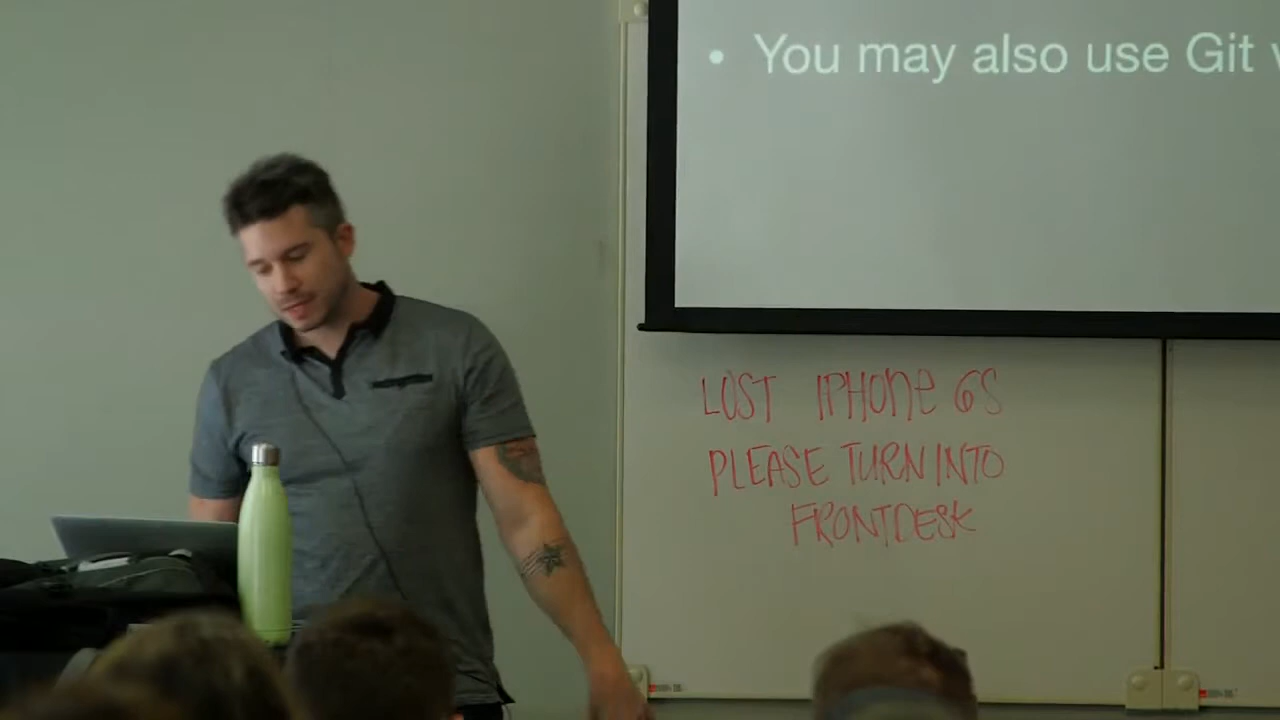 • You may also use Git
LOST IPHONE 6S
PLEASE TURN INTO
FRONTDESK